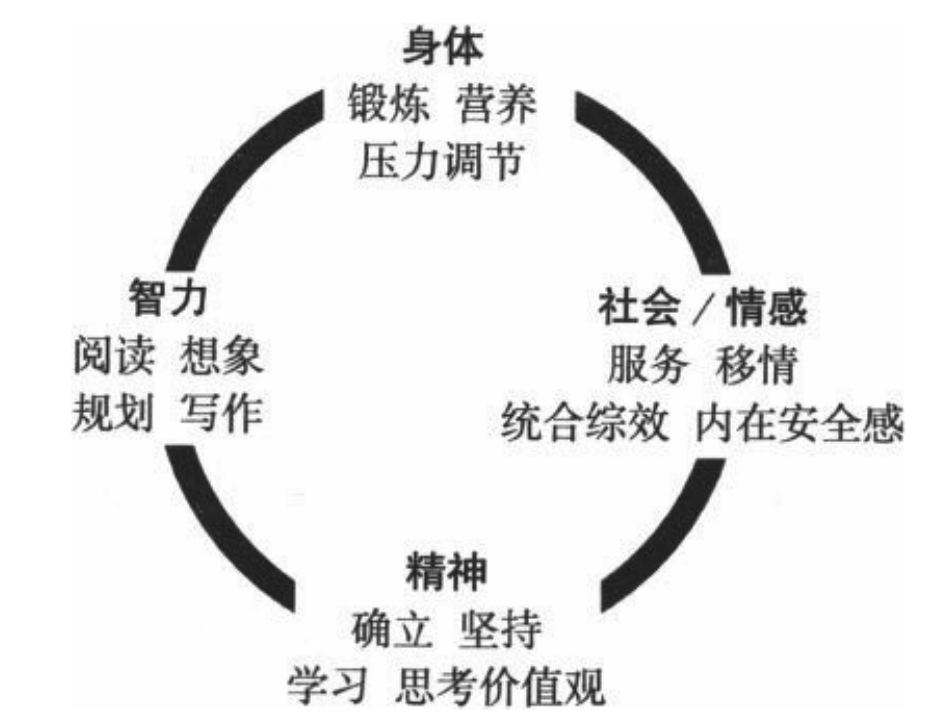 身体
锻炼 营养
压力调节
智力
阅读 想象
规划 写作
社会/情感
服务 移情
统合综效 内在安全感
精神
确立 坚持
学习 思考价值观